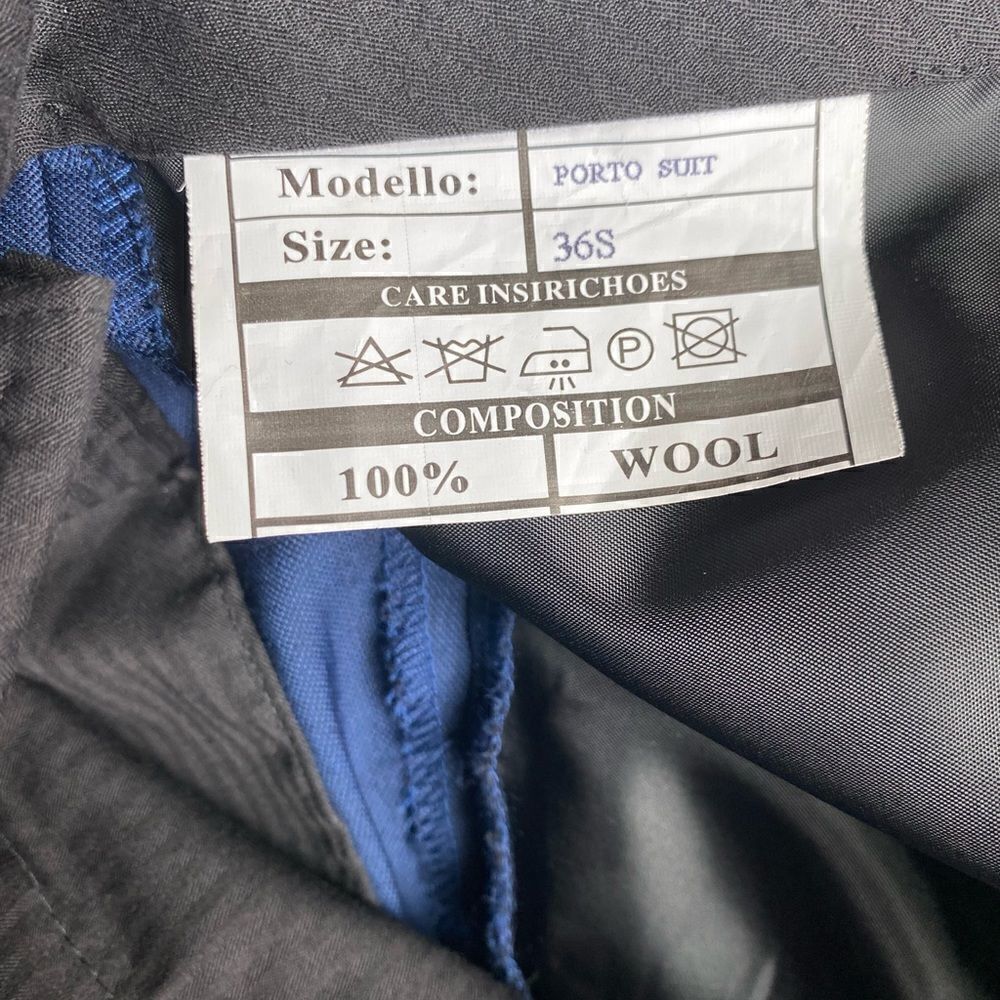 Modello: PORTO SUIT
Size: 36S
CARE INSIRICHOES
P
COMPOSITION
100% WOOL